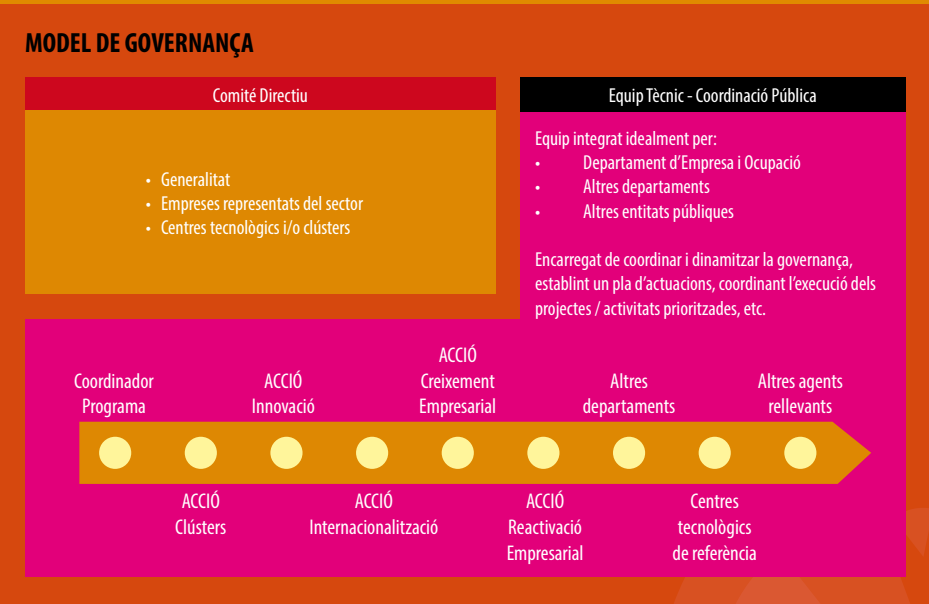 MODEL DE GOVERNANÇA
Comité Directiu
• Generalitat
• Empreses representats del sector
• Centres tecnològics i/o clústers
Equip Tècnic - Coordinació Pública
Equip integrat idealment per:
• Departament d’Empresa i Ocupació
• Altres departaments
• Altres entitats públiques
Encarregat de coordinar i dinamitzar la governança,
establint un pla d’actuacions, coordinant l’execució dels
projectes / activitats prioritzades, etc.
Coordinador
Programa
ACCIÓ
Clústers
ACCIÓ
Innovació
ACCIÓ
Internacionalització
ACCIÓ
Creixement
Empresarial
ACCIÓ
Reactivació
Empresarial
Altres
departaments
Centres
tecnològics
de referència
Altres agents
rellevants